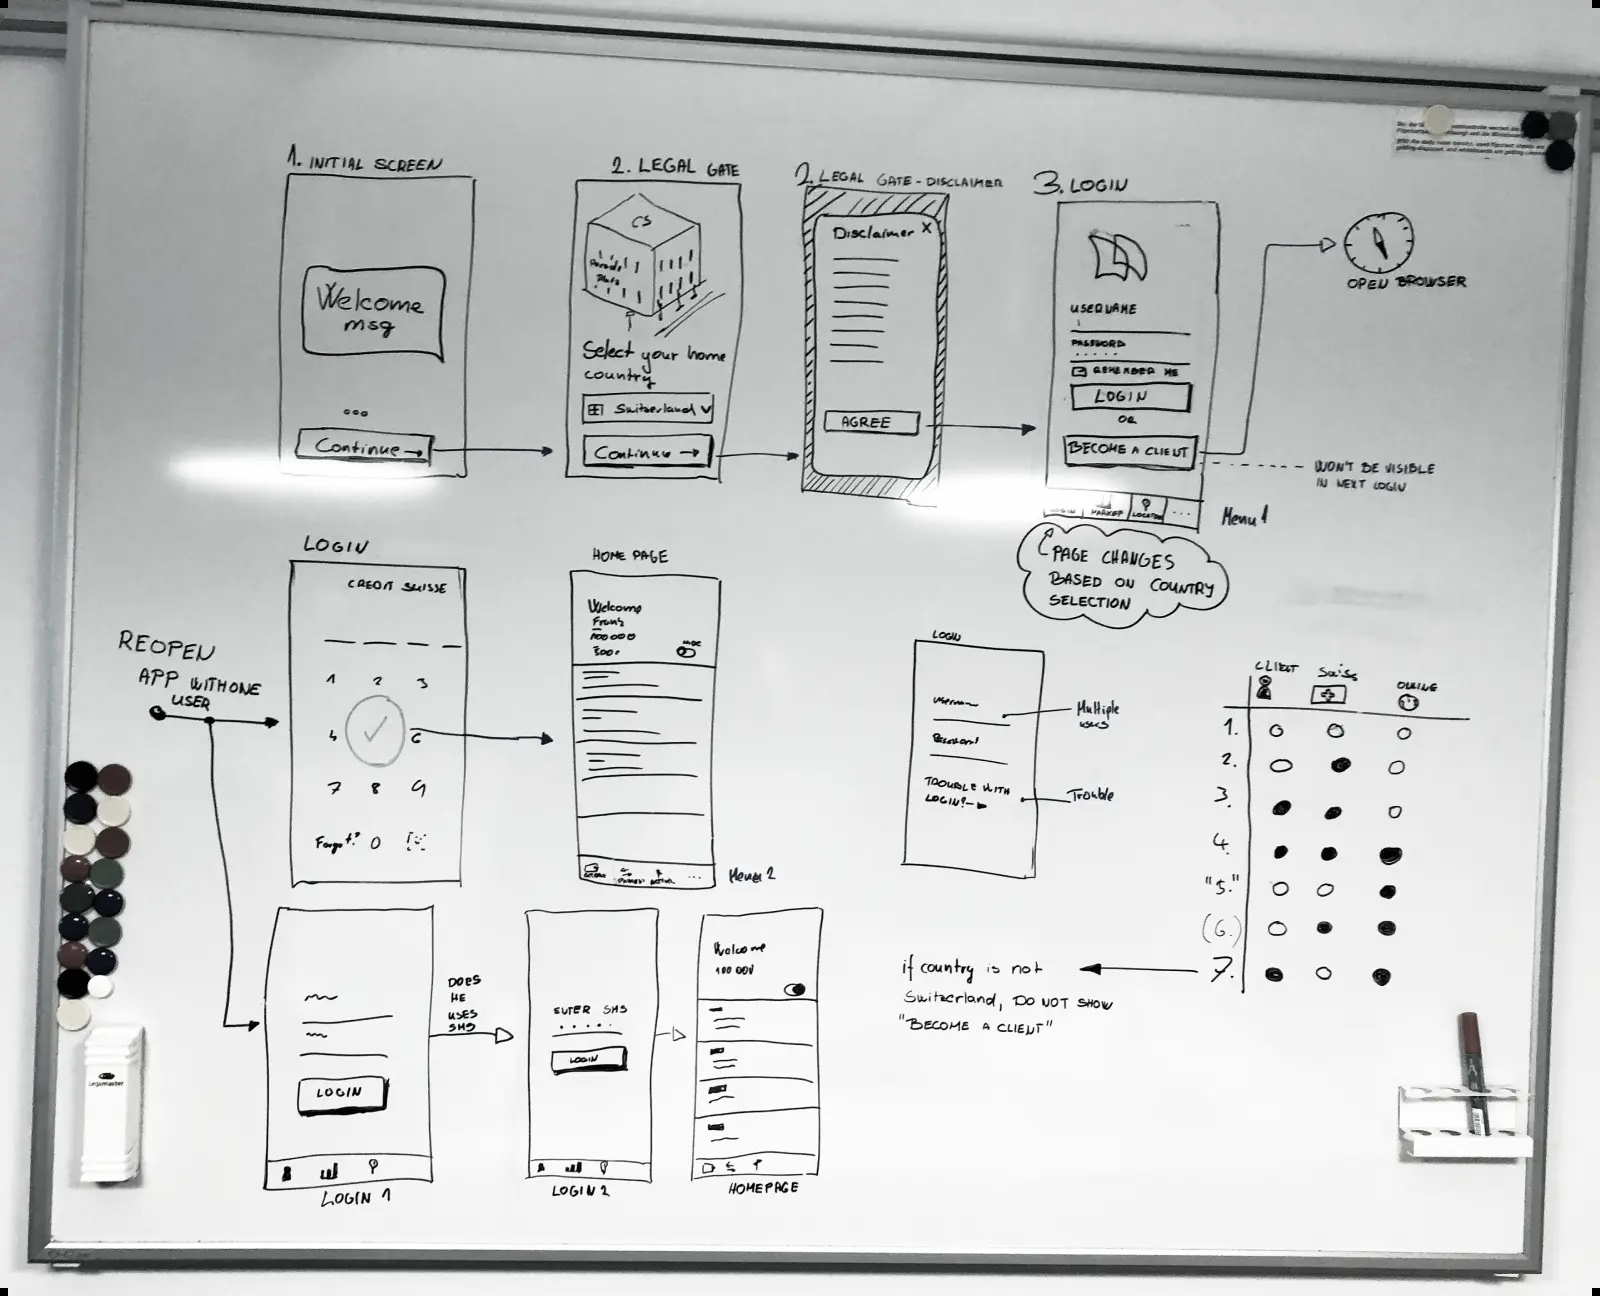 1. INITIAL SCREEN
Welcome
msg
Continue →
2. LEGAL GATE
CS
Select your home
country
Switzerland
Continue →
2. LEGAL GATE - DISCLAIMER
Disclaimer X
AGREE
3. LOGIN
USERNAME
PASSWORD
REMEMBER ME
LOGIN
OR
BECOME A CLIENT
LOGIN MARKET LOCATOR ...
Menu 1
OPEN BROWSER
WON'T BE VISIBLE
IN NEXT LOGIN
PAGE CHANGES
BASED ON COUNTRY
SELECTION
REOPEN
APP WITH ONE
USER
LOGIN
CREDIT SUISSE
1 2 3
4 6
7 8 9
Forgot? 0
HOME PAGE
Welcome
Franz
100 000
Menu 2
LOGIN
Username
Password
TROUBLE WITH
LOGIN? →
Multiple
users
Trouble
CLIENT Swiss
1.
2.
3.
4.
"5."
(6.)
7.
if country is not
Switzerland, DO NOT SHOW
"BECOME A CLIENT"
LOGIN
LOGIN 1
DOES
HE
USES
SMS
ENTER SMS
LOGIN
LOGIN 2
Welcome
100 000
HOMEPAGE
Legamaster